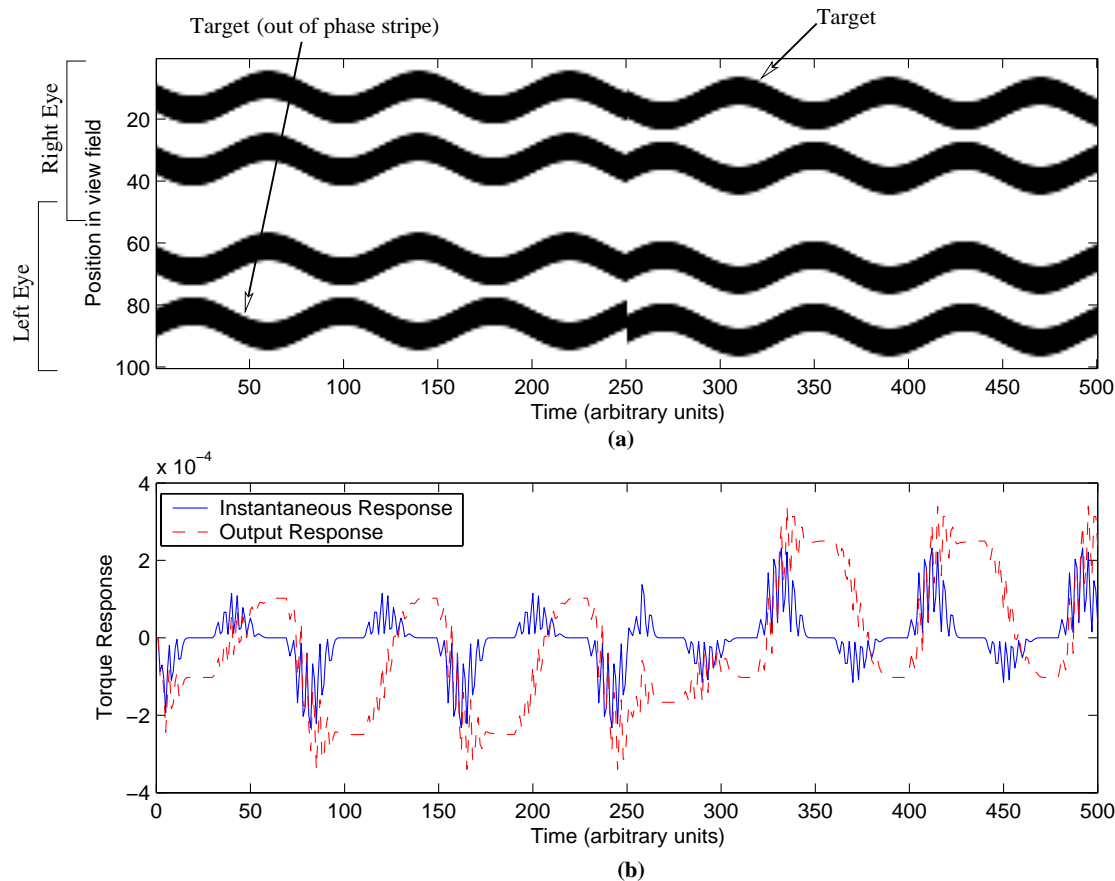 Target (out of phase stripe)
Target
Right Eye
Left Eye
Position in view field
20
40
60
80
100
50 100 150 200 250 300 350 400 450 500
Time (arbitrary units)
(a)
x 10⁻⁴
Instantaneous Response
Output Response
Torque Response
4
2
0
−2
−4
0 50 100 150 200 250 300 350 400 450 500
Time (arbitrary units)
(b)